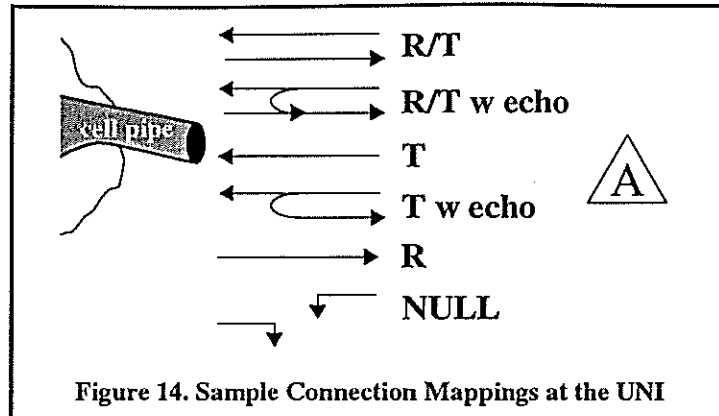 R/T
R/T w echo
cell pipe
T
A
T w echo
R
NULL
Figure 14. Sample Connection Mappings at the UNI